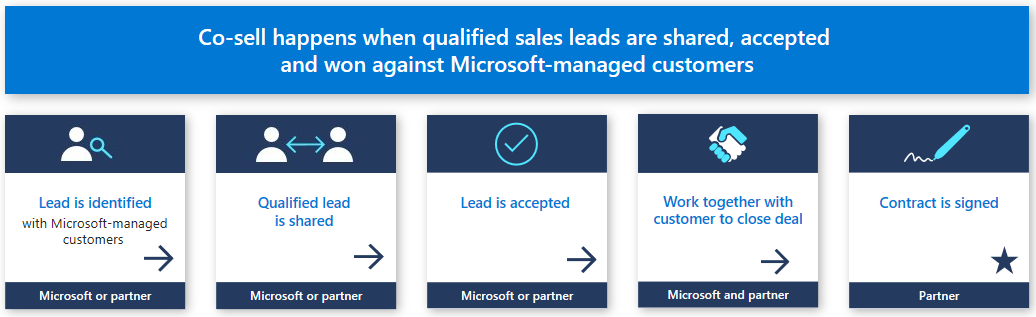 Co-sell happens when qualified sales leads are shared, accepted
and won against Microsoft-managed customers
Lead is identified
with Microsoft-managed
customers
Microsoft or partner
Qualified lead
is shared
Microsoft or partner
Lead is accepted
Microsoft or partner
Work together with
customer to close deal
Microsoft and partner
Contract is signed
Partner